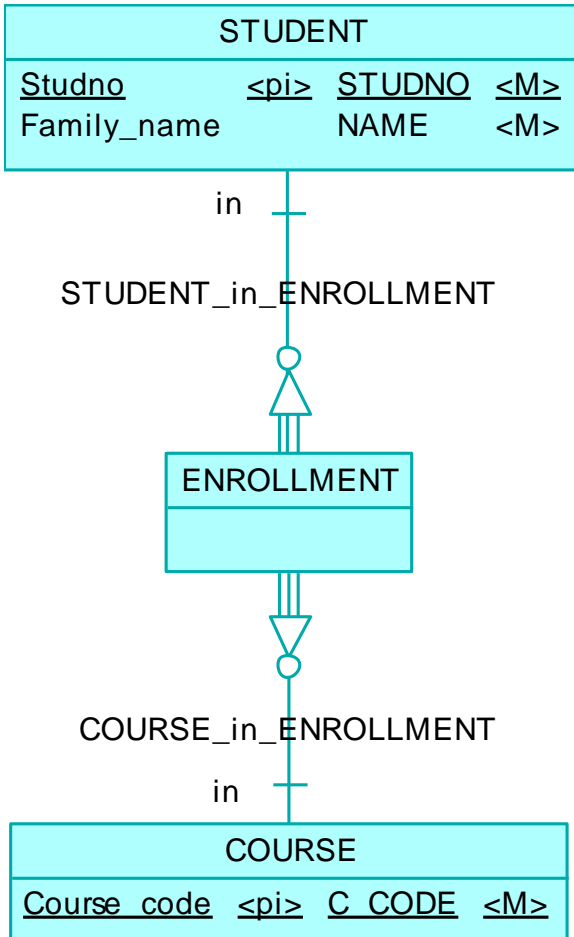 STUDENT
Studno <pi> STUDNO <M>
Family_name NAME <M>
in
STUDENT_in_ENROLLMENT
ENROLLMENT
COURSE_in_ENROLLMENT
in
COURSE
Course_code <pi> C_CODE <M>